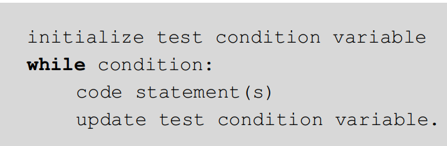 initialize test condition variable
while condition:
code statement(s)
update test condition variable.